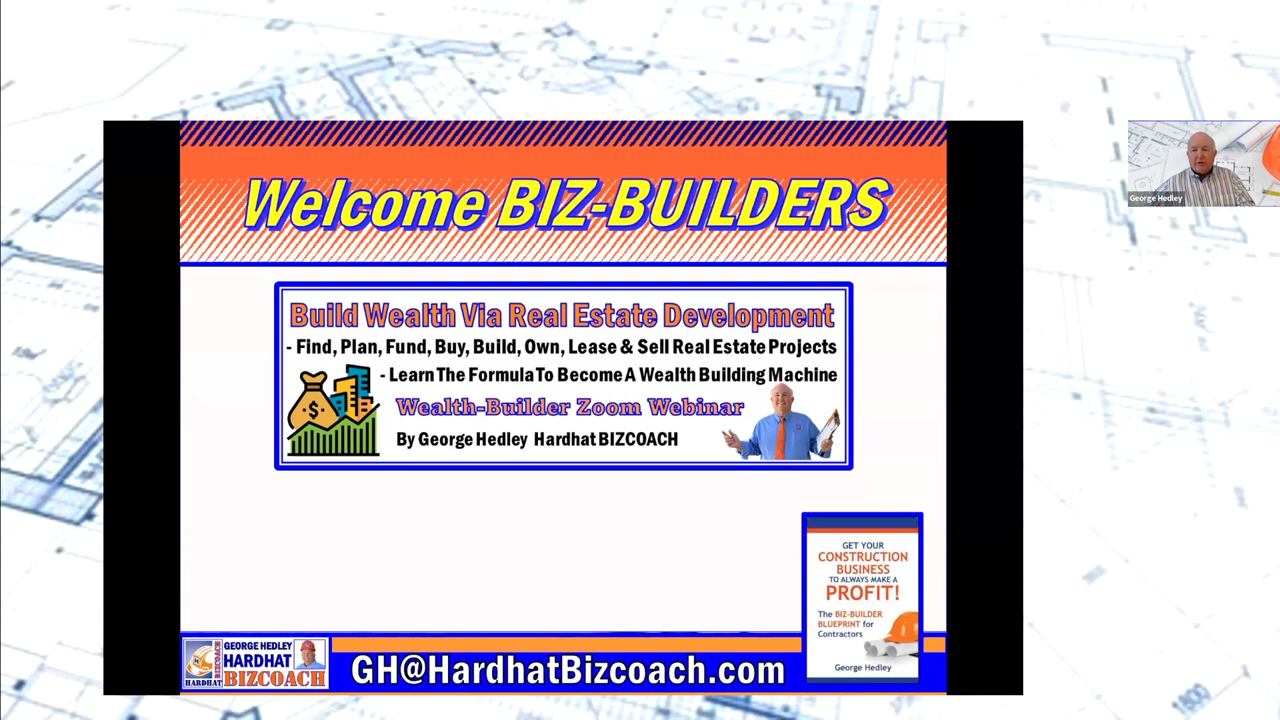 Welcome BIZ-BUILDERS
Build Wealth Via Real Estate Development
- Find, Plan, Fund, Buy, Build, Own, Lease & Sell Real Estate Projects
- Learn The Formula To Become A Wealth Building Machine
Wealth-Builder Zoom Webinar
By George Hedley Hardhat BIZCOACH
$
George Hedley
GET YOUR
CONSTRUCTION
BUSINESS
TO ALWAYS MAKE A
PROFIT!
The BIZ-BUILDER
BLUEPRINT for
Contractors
George Hedley
HARDHAT
BIZCOACH
GEORGE HEDLEY
HARDHAT
BIZCOACH
GH@HardhatBizcoach.com